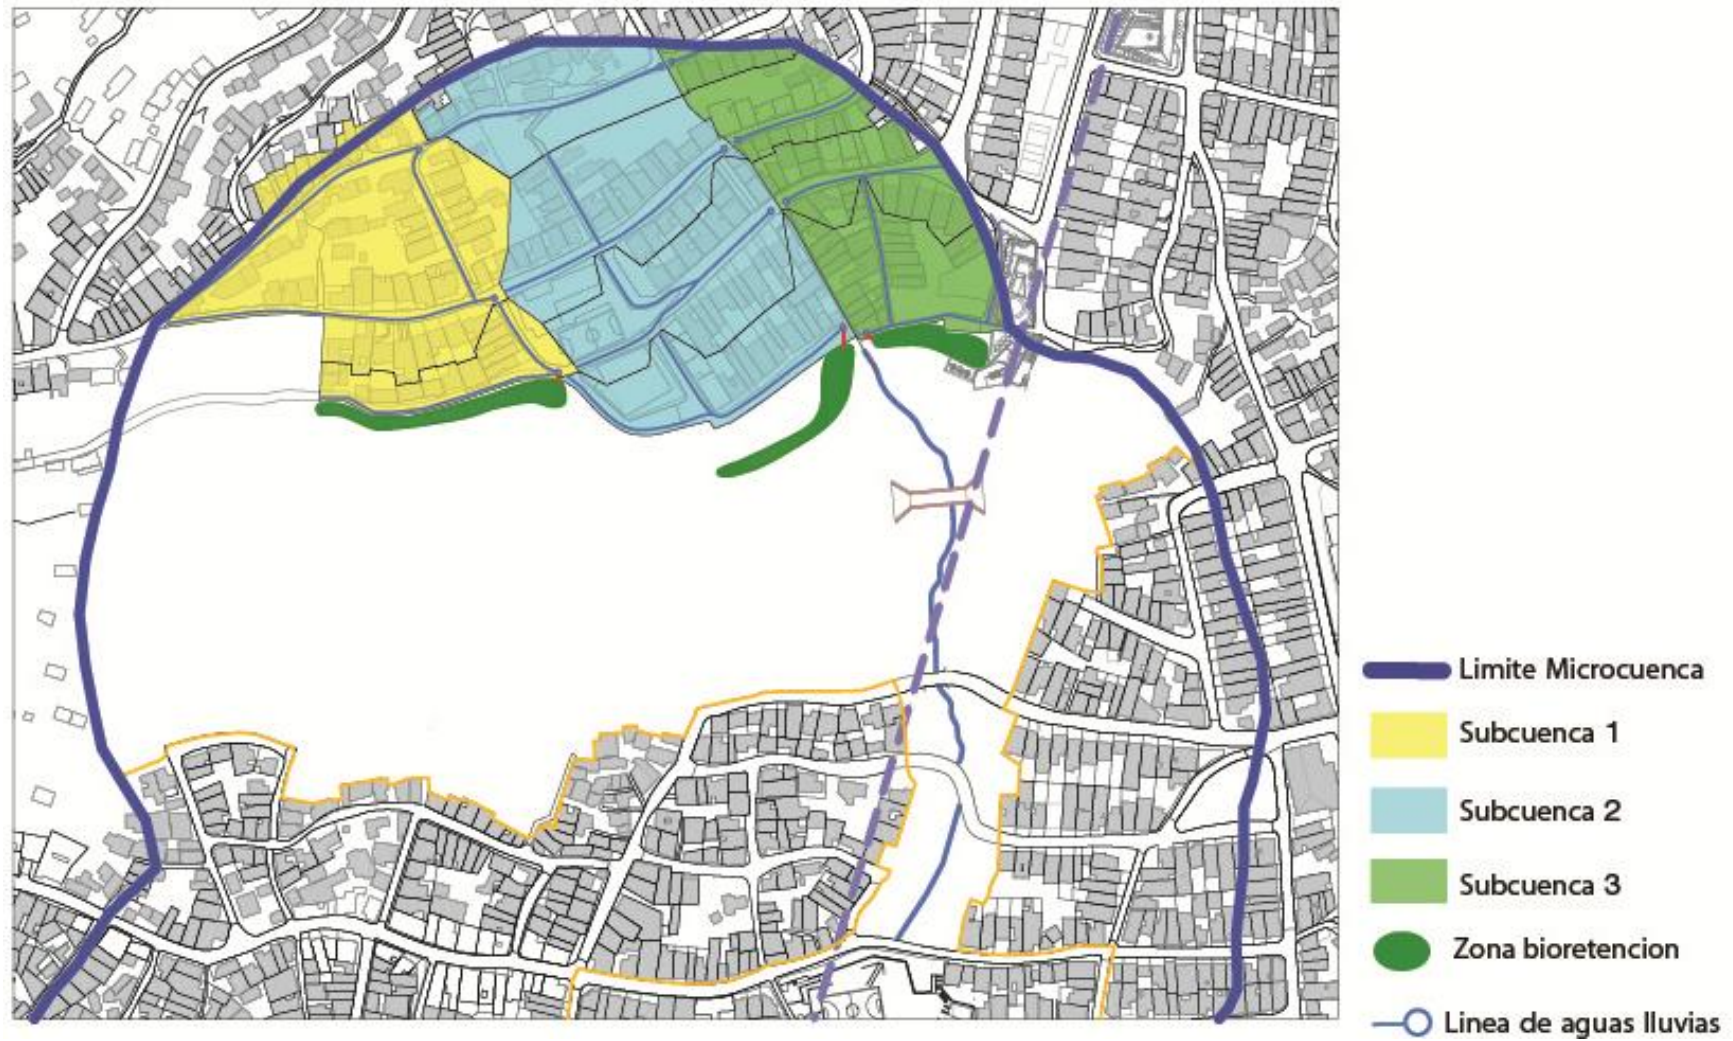 Limite Microcuenca
Subcuenca 1
Subcuenca 2
Subcuenca 3
Zona bioretencion
Linea de aguas lluvias